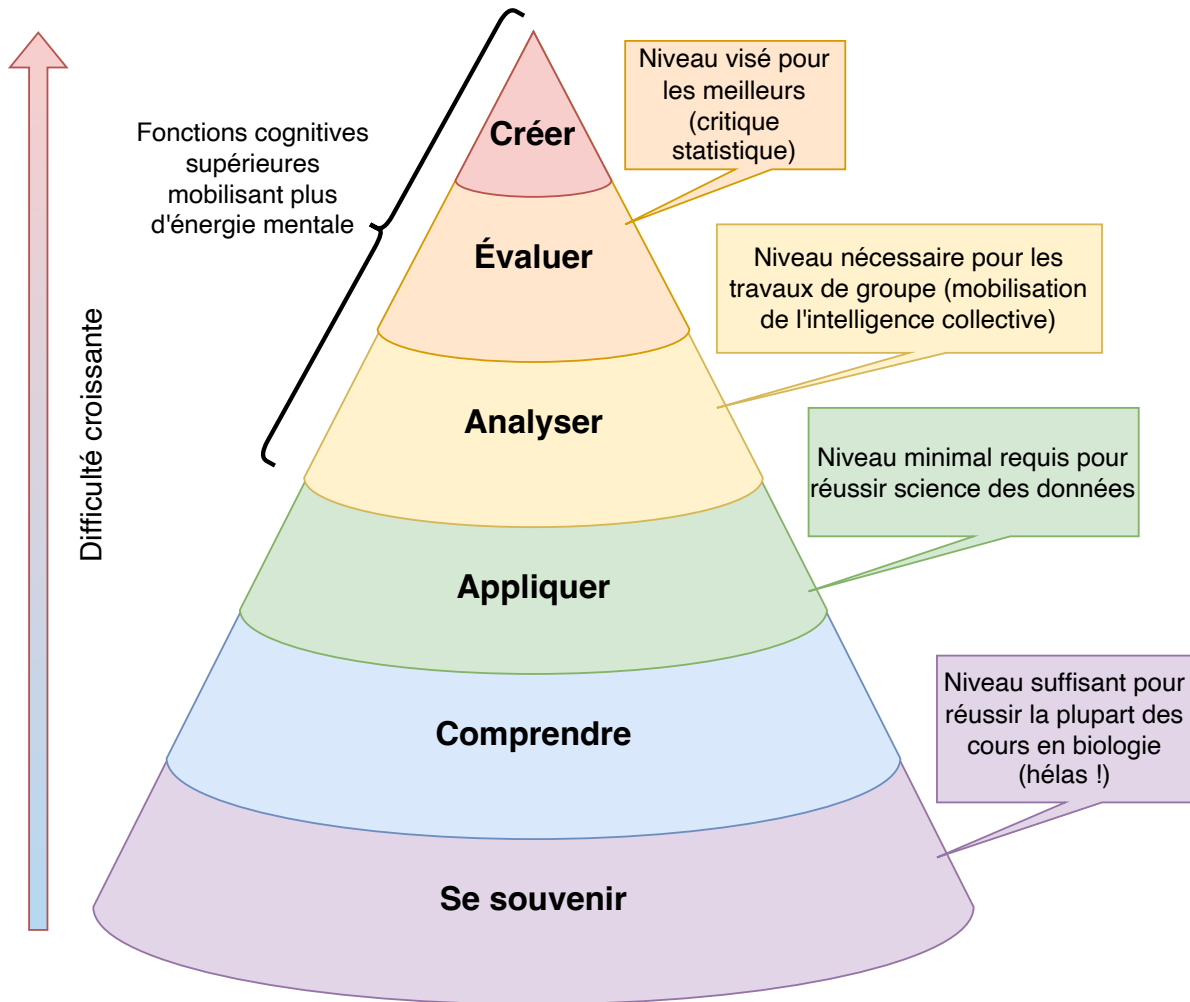 Niveau visé pour
les meilleurs
(critique
statistique)
Créer
Fonctions cognitives
supérieures
mobilisant plus
d'énergie mentale
Évaluer
Niveau nécessaire pour les
travaux de groupe (mobilisation
de l'intelligence collective)
Difficulté croissante
Analyser
Niveau minimal requis pour
réussir science des données
Appliquer
Niveau suffisant pour
réussir la plupart des
cours en biologie
(hélas !)
Comprendre
Se souvenir